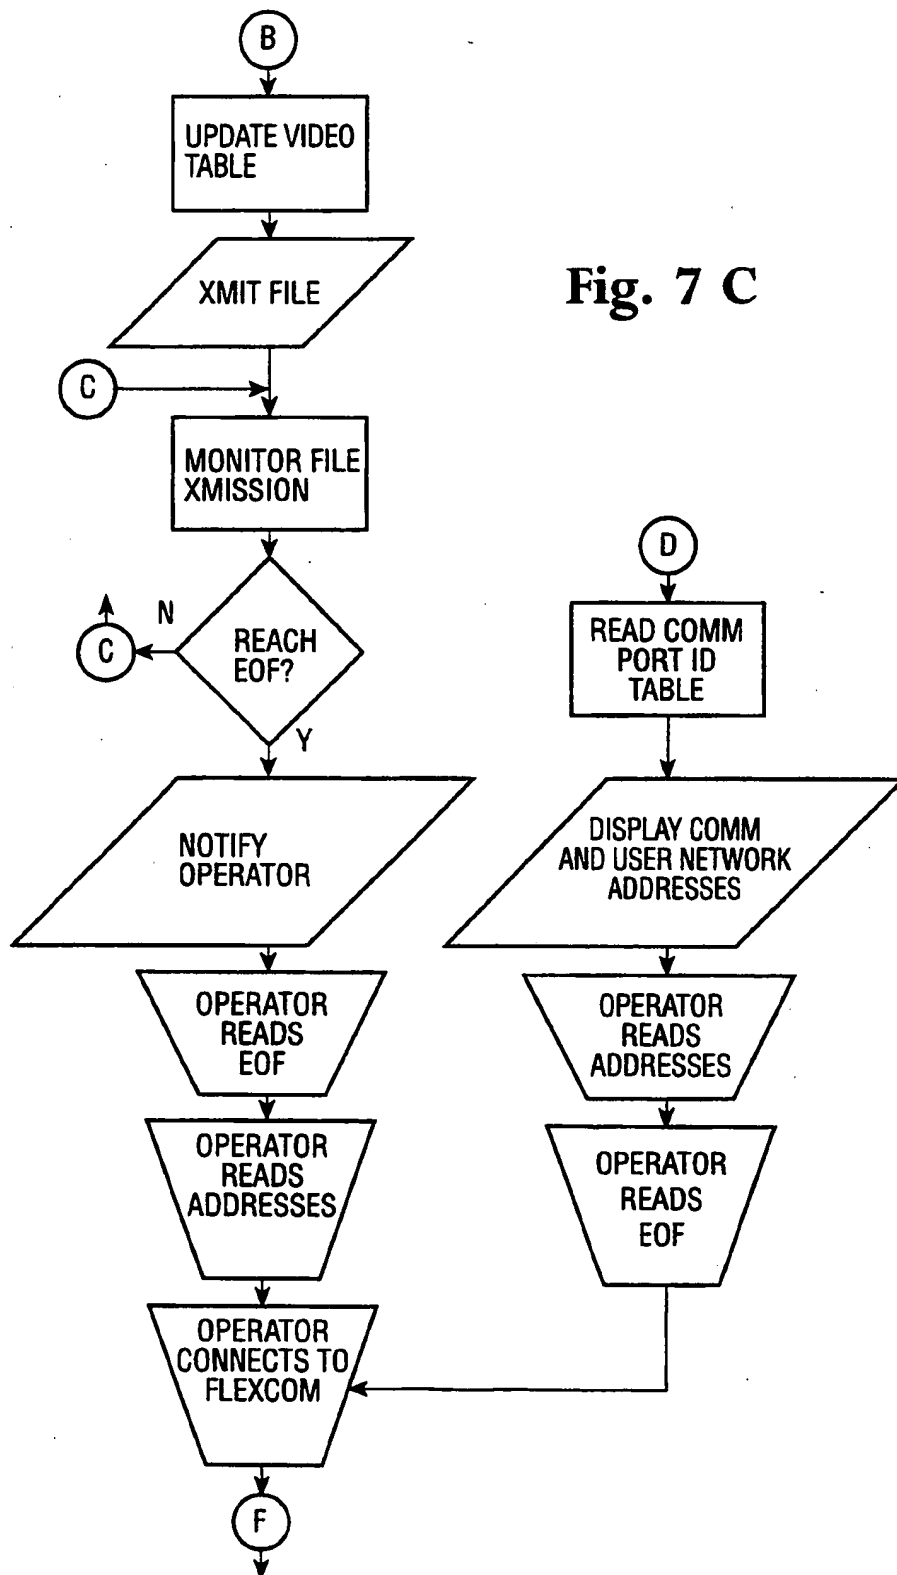 B
UPDATE VIDEO
TABLE
XMIT FILE
Fig. 7 C
C
MONITOR FILE
XMISSION
N
C
REACH
EOF?
Y
NOTIFY
OPERATOR
OPERATOR
READS
EOF
OPERATOR
READS
ADDRESSES
OPERATOR
CONNECTS TO
FLEXCOM
F
D
READ COMM
PORT ID
TABLE
DISPLAY COMM
AND USER NETWORK
ADDRESSES
OPERATOR
READS
ADDRESSES
OPERATOR
READS
EOF